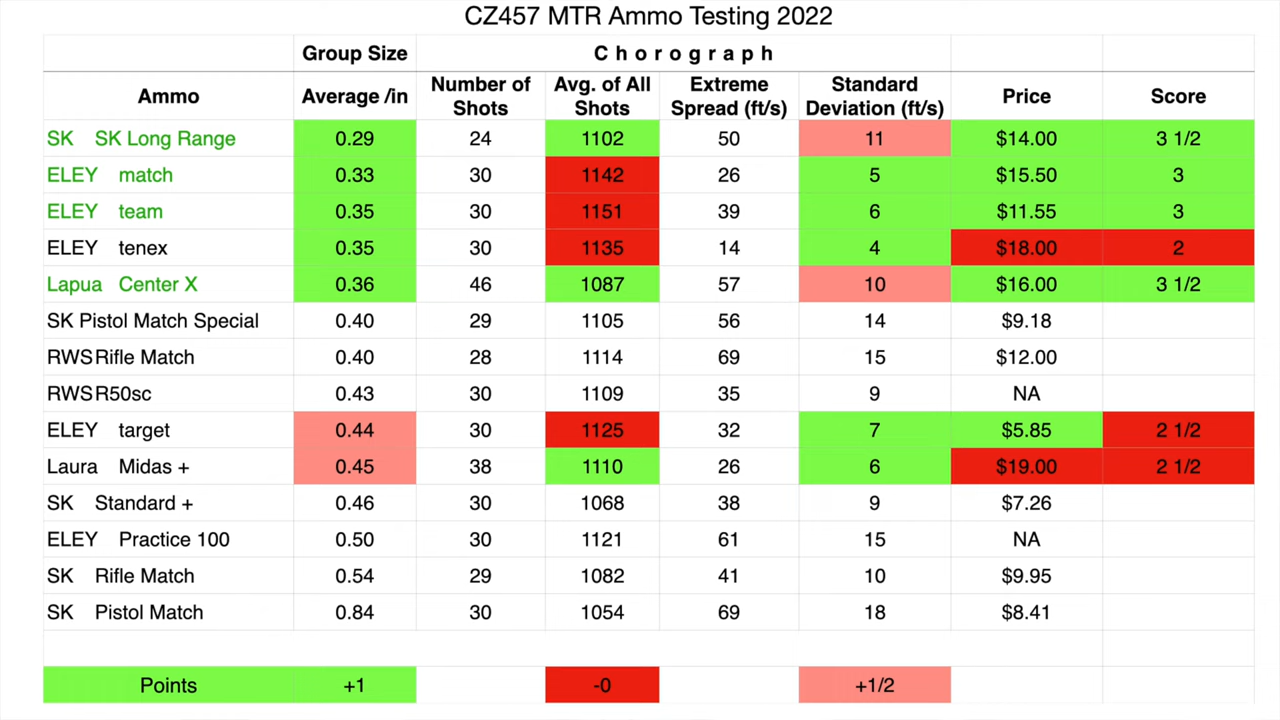 CZ457 MTR Ammo Testing 2022
Group Size Chorograph
Ammo Average /in Number of Shots Avg. of All Shots Extreme Spread (ft/s) Standard Deviation (ft/s) Price Score
SK SK Long Range 0.29 24 1102 50 11 $14.00 3 1/2
ELEY match 0.33 30 1142 26 5 $15.50 3
ELEY team 0.35 30 1151 39 6 $11.55 3
ELEY tenex 0.35 30 1135 14 4 $18.00 2
Lapua Center X 0.36 46 1087 57 10 $16.00 3 1/2
SK Pistol Match Special 0.40 29 1105 56 14 $9.18
RWS Rifle Match 0.40 28 1114 69 15 $12.00
RWS R50sc 0.43 30 1109 35 9 NA
ELEY target 0.44 30 1125 32 7 $5.85 2 1/2
Laura Midas + 0.45 38 1110 26 6 $19.00 2 1/2
SK Standard + 0.46 30 1068 38 9 $7.26
ELEY Practice 100 0.50 30 1121 61 15 NA
SK Rifle Match 0.54 29 1082 41 10 $9.95
SK Pistol Match 0.84 30 1054 69 18 $8.41
Points +1 -0 +1/2